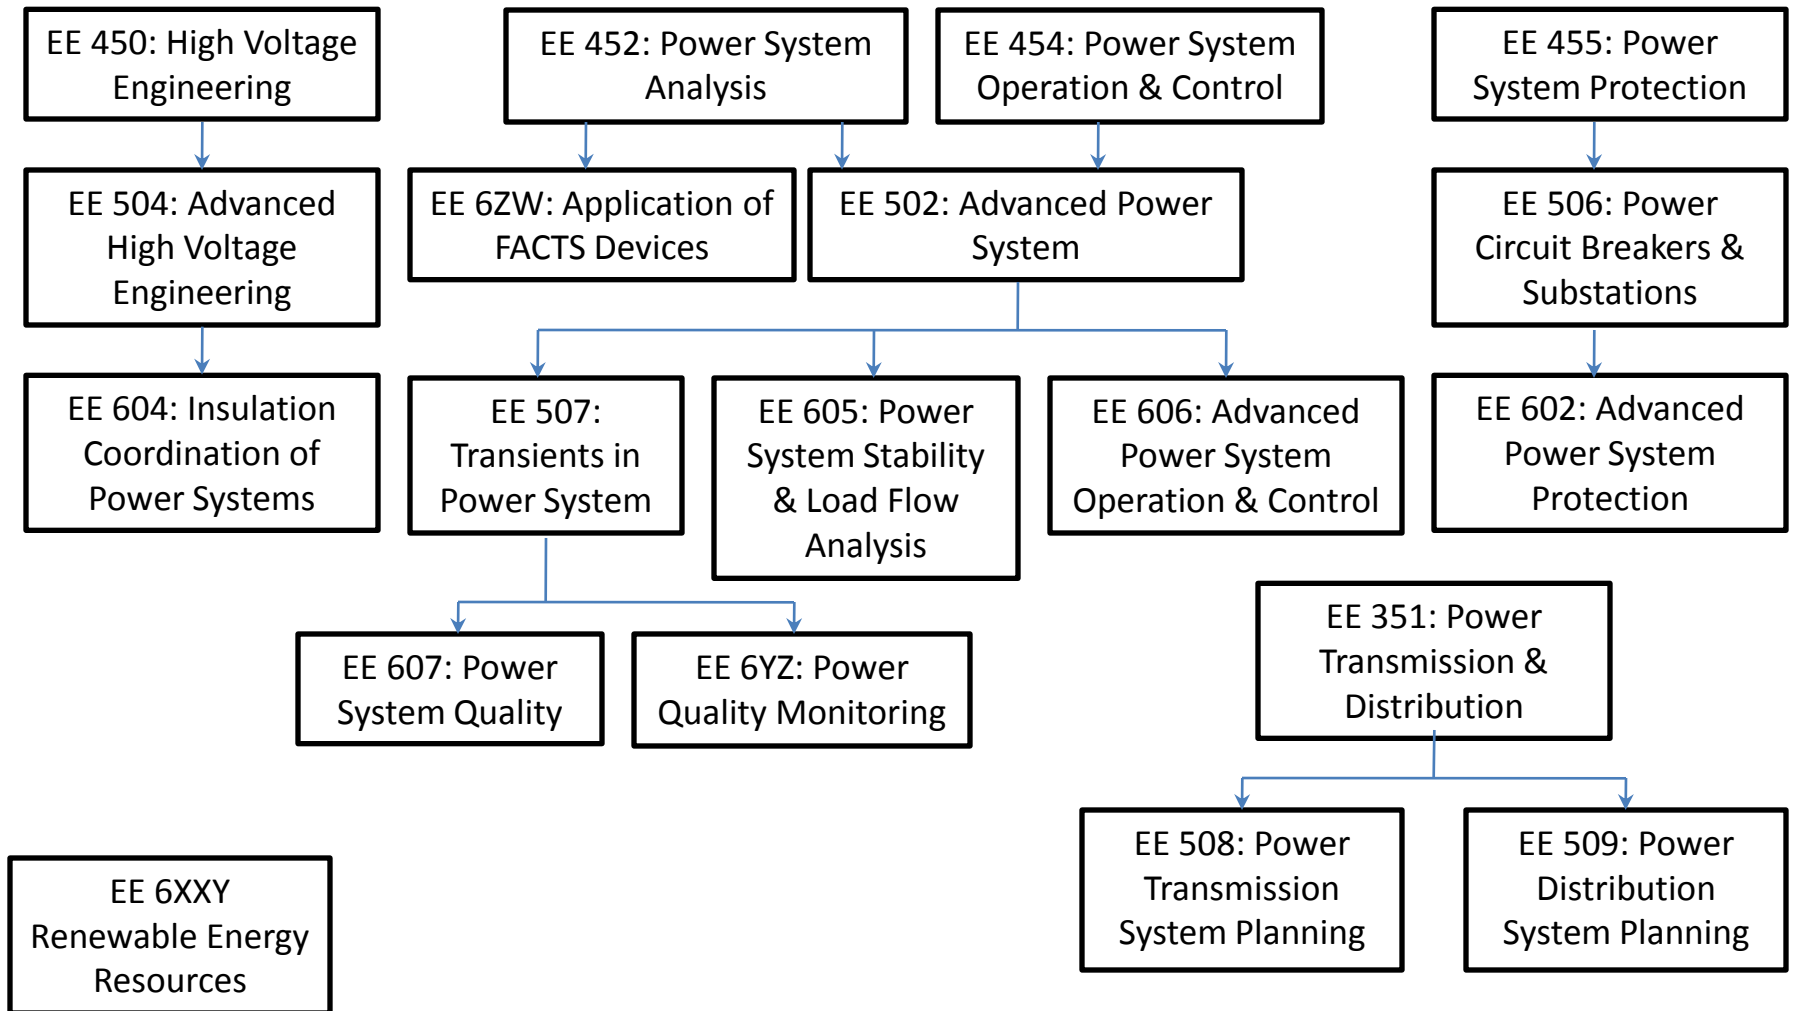 EE 450: High Voltage
Engineering
EE 452: Power System
Analysis
EE 454: Power System
Operation & Control
EE 455: Power
System Protection
EE 504: Advanced
High Voltage
Engineering
EE 6ZW: Application of
FACTS Devices
EE 502: Advanced Power
System
EE 506: Power
Circuit Breakers &
Substations
EE 604: Insulation
Coordination of
Power Systems
EE 507:
Transients in
Power System
EE 605: Power
System Stability
& Load Flow
Analysis
EE 606: Advanced
Power System
Operation & Control
EE 602: Advanced
Power System
Protection
EE 607: Power
System Quality
EE 6YZ: Power
Quality Monitoring
EE 351: Power
Transmission &
Distribution
EE 508: Power
Transmission
System Planning
EE 509: Power
Distribution
System Planning
EE 6XXY
Renewable Energy
Resources